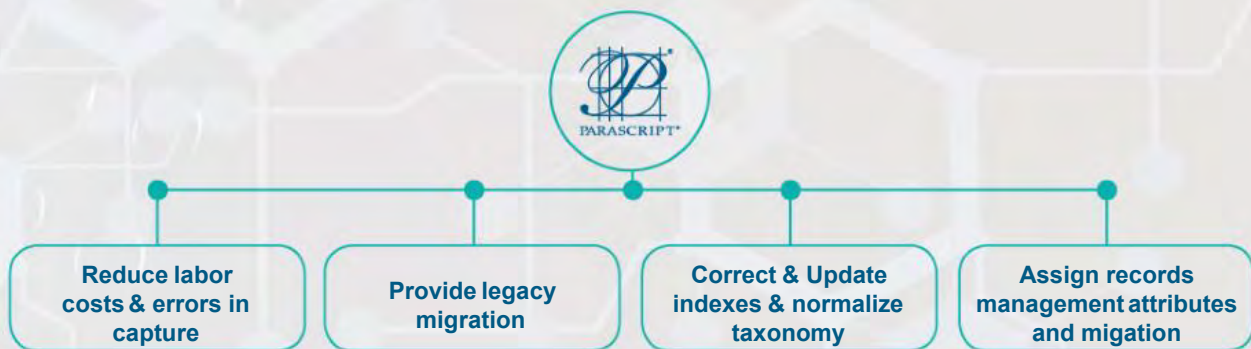 PARASCRIPT®
Reduce labor
costs & errors in
capture
Provide legacy
migration
Correct & Update
indexes & normalize
taxonomy
Assign records
management attributes
and migation